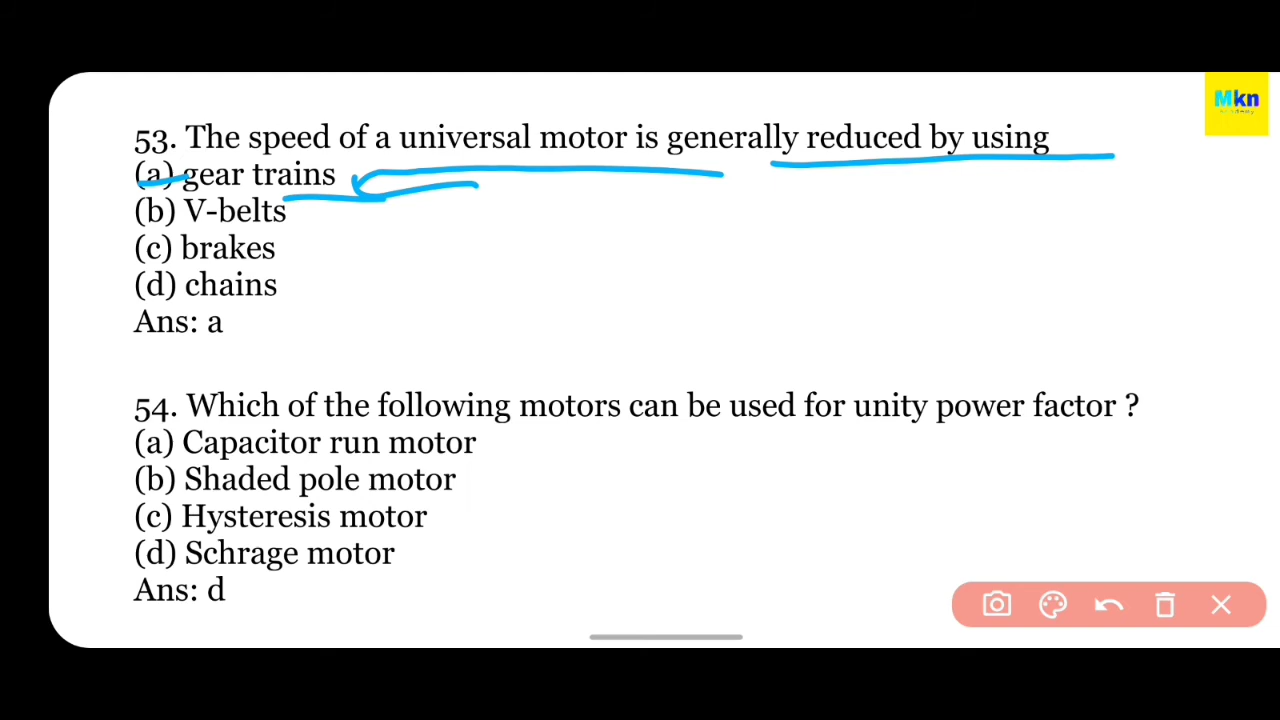 Mkn
Academy
53. The speed of a universal motor is generally reduced by using
(a) gear trains
(b) V-belts
(c) brakes
(d) chains
Ans: a
54. Which of the following motors can be used for unity power factor ?
(a) Capacitor run motor
(b) Shaded pole motor
(c) Hysteresis motor
(d) Schrage motor
Ans: d